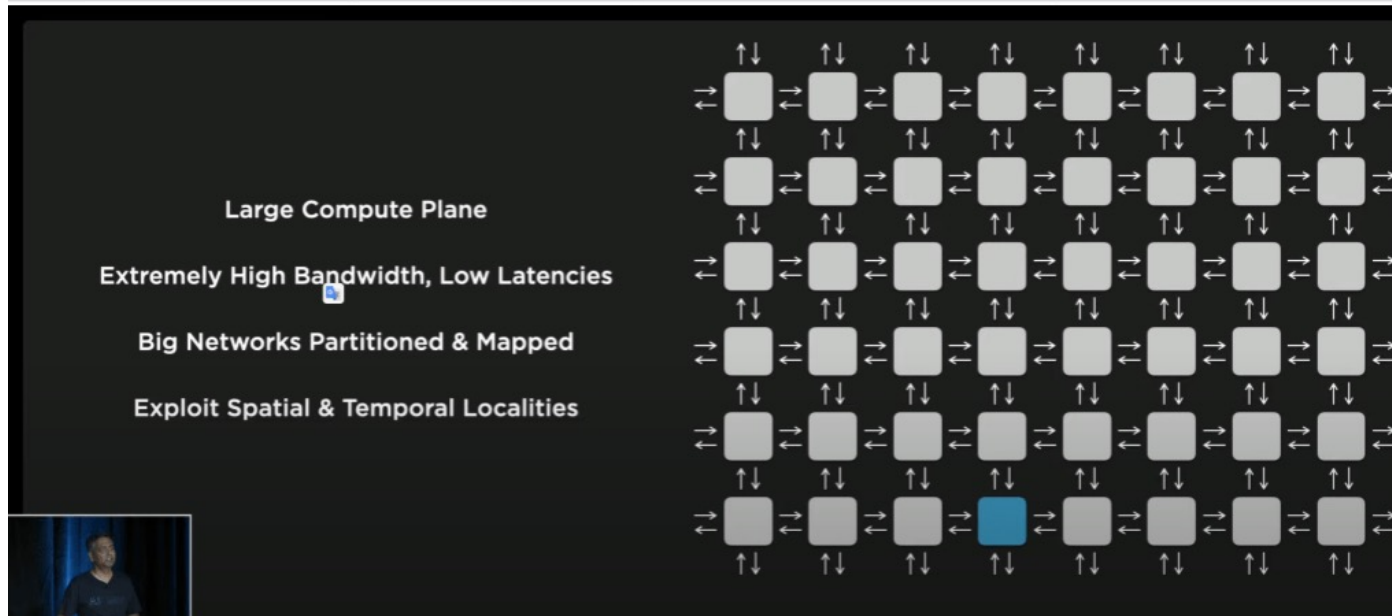 Large Compute Plane
Extremely High Bandwidth, Low Latencies
Big Networks Partitioned & Mapped
Exploit Spatial & Temporal Localities